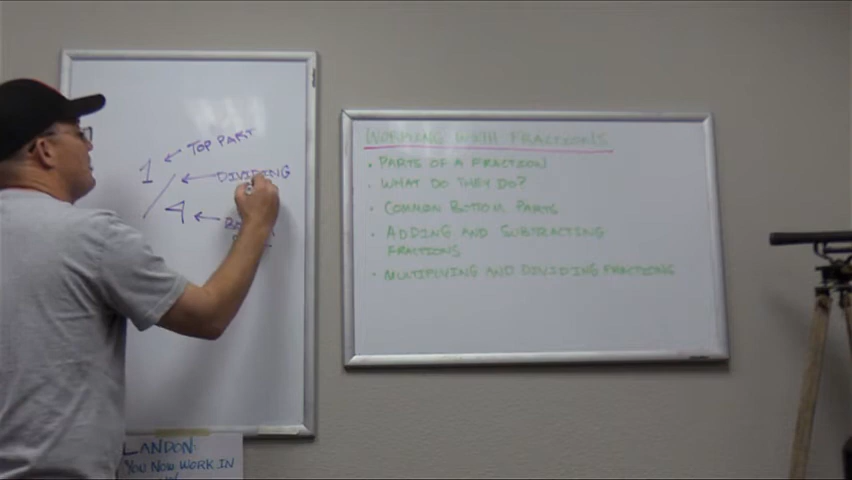 1
TOP PART
/
DIVIDING
4
WORKING WITH FRACTIONS
• PARTS OF A FRACTION
• WHAT DO THEY DO?
• COMMON BOTTOM PARTS
• ADDING AND SUBTRACTING
FRACTIONS
• MULTIPLYING AND DIVIDING FRACTIONS
LANDON:
YOU NOW WORK IN